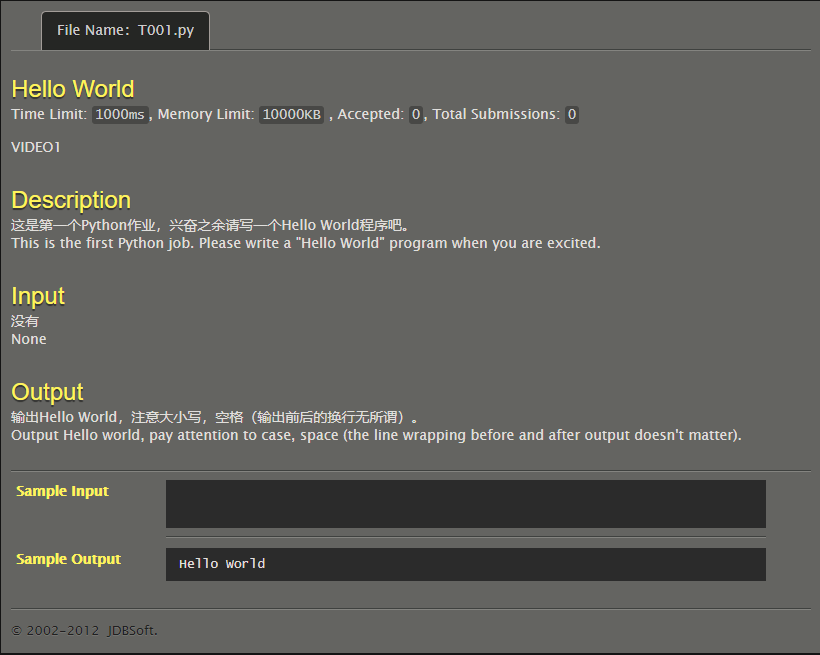 File Name: T001.py
Hello World
Time Limit: 1000ms, Memory Limit: 10000KB , Accepted: 0, Total Submissions: 0
VIDEO1
Description
这是第一个Python作业，兴奋之余请写一个Hello World程序吧。
This is the first Python job. Please write a "Hello World" program when you are excited.
Input
没有
None
Output
输出Hello World，注意大小写，空格（输出前后的换行无所谓）。
Output Hello world, pay attention to case, space (the line wrapping before and after output doesn't matter).
Sample Input
Sample Output
Hello World
© 2002-2012 JDBSoft.